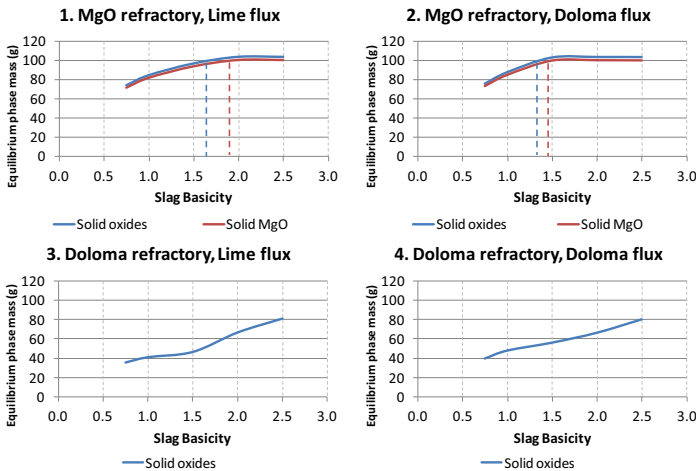 1. MgO refractory, Lime flux
Equilibrium phase mass (g)
120
100
80
60
40
20
0
0.0 0.5 1.0 1.5 2.0 2.5 3.0
Slag Basicity
Solid oxides Solid MgO
2. MgO refractory, Doloma flux
Equilibrium phase mass (g)
120
100
80
60
40
20
0
0.0 0.5 1.0 1.5 2.0 2.5 3.0
Slag Basicity
Solid oxides Solid MgO
3. Doloma refractory, Lime flux
Equilibrium phase mass (g)
120
100
80
60
40
20
0
0.0 0.5 1.0 1.5 2.0 2.5 3.0
Slag Basicity
Solid oxides
4. Doloma refractory, Doloma flux
Equilibrium phase mass (g)
120
100
80
60
40
20
0
0.0 0.5 1.0 1.5 2.0 2.5 3.0
Slag Basicity
Solid oxides